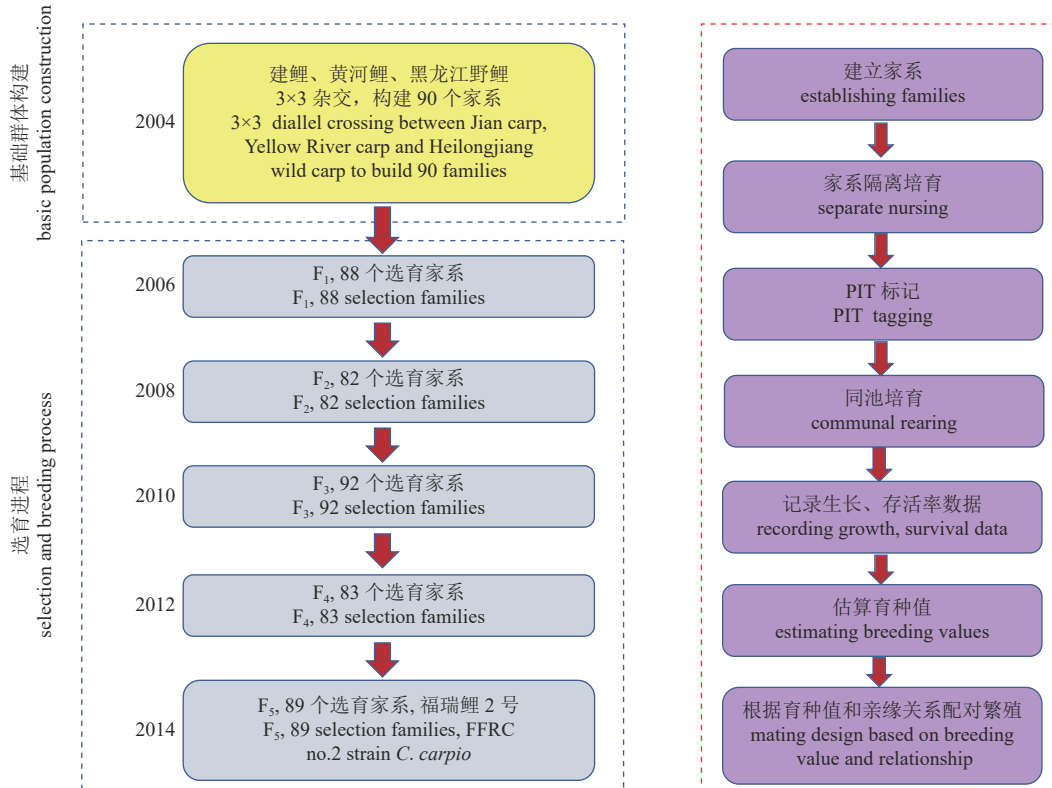 基础群体构建
basic population construction
2004
建鲤、黄河鲤、黑龙江野鲤
3×3 杂交，构建 90 个家系
3×3 diallel crossing between Jian carp,
Yellow River carp and Heilongjiang
wild carp to build 90 families
选育进程
selection and breeding process
2006
F₁, 88 个选育家系
F₁, 88 selection families
2008
F₂, 82 个选育家系
F₂, 82 selection families
2010
F₃, 92 个选育家系
F₃, 92 selection families
2012
F₄, 83 个选育家系
F₄, 83 selection families
2014
F₅, 89 个选育家系, 福瑞鲤 2 号
F₅, 89 selection families, FFRC
no.2 strain C. carpio
建立家系
establishing families
家系隔离培育
separate nursing
PIT 标记
PIT tagging
同池培育
communal rearing
记录生长、存活率数据
recording growth, survival data
估算育种值
estimating breeding values
根据育种值和亲缘关系配对繁殖
mating design based on breeding
value and relationship